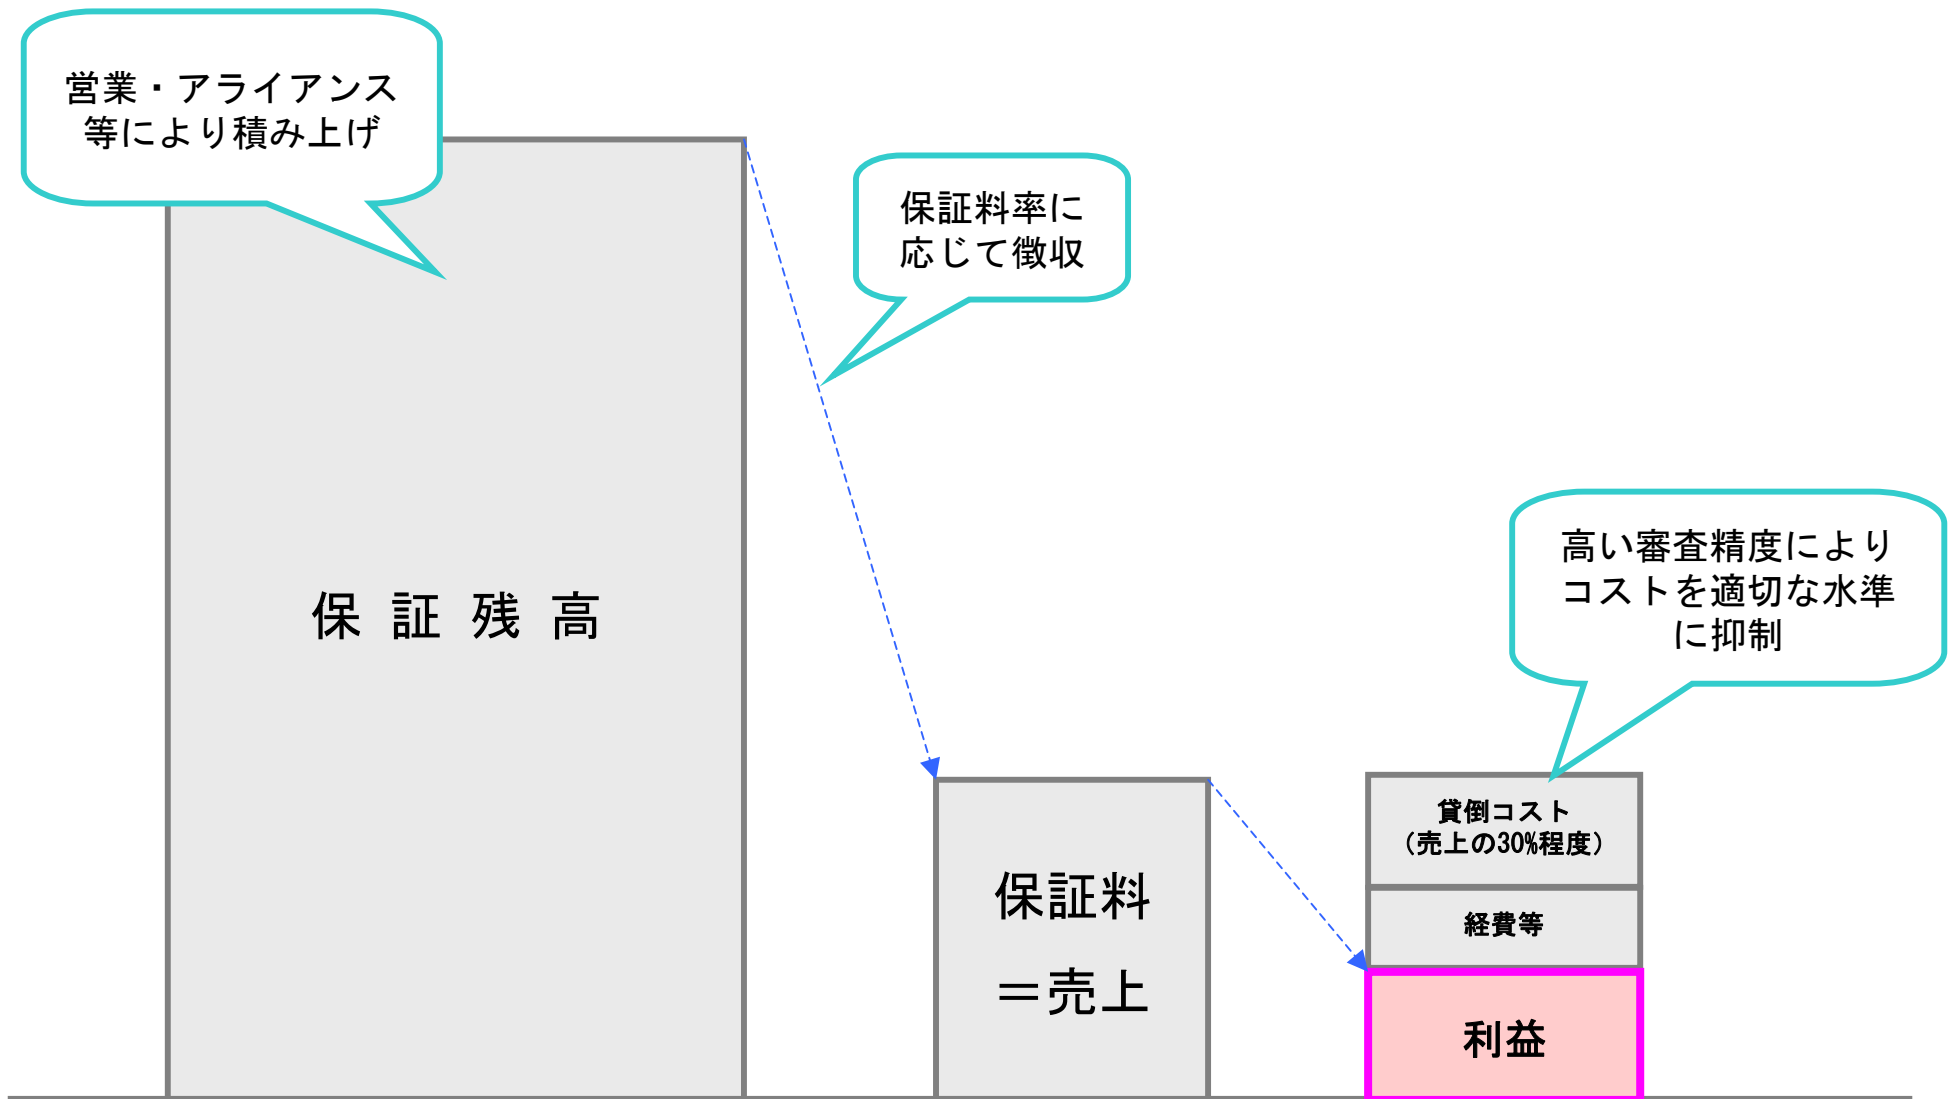 営業・アライアンス
等により積み上げ
保証料率に
応じて徴収
高い審査精度により
コストを適切な水準
に抑制
保証残高
保証料
＝売上
貸倒コスト
（売上の30%程度）
経費等
利益